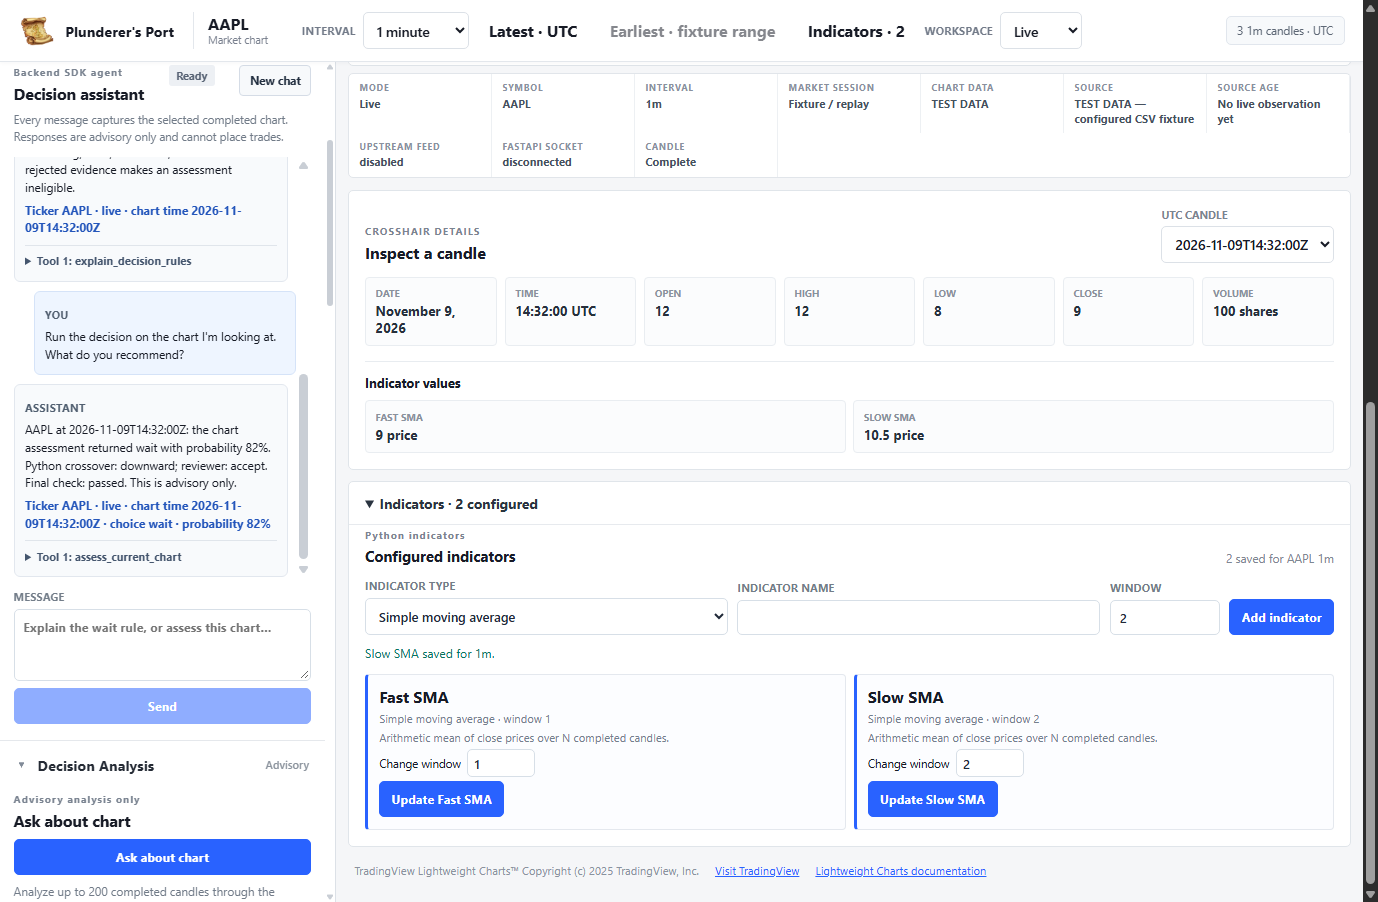 Plunderer's Port
AAPL
Market chart
INTERVAL
1 minute
Latest · UTC
Earliest · fixture range
Indicators · 2
WORKSPACE
Live
3 1m candles · UTC
Backend SDK agent
Decision assistant
Ready
New chat
Every message captures the selected completed chart.
Responses are advisory only and cannot place trades.
rejected evidence makes an assessment
ineligible.
Ticker AAPL · live · chart time 2026-11-
09T14:32:00Z
Tool 1: explain_decision_rules
YOU
Run the decision on the chart I'm looking at.
What do you recommend?
ASSISTANT
AAPL at 2026-11-09T14:32:00Z: the chart
assessment returned wait with probability 82%.
Python crossover: downward; reviewer: accept.
Final check: passed. This is advisory only.
Ticker AAPL · live · chart time 2026-11-
09T14:32:00Z · choice wait · probability 82%
Tool 1: assess_current_chart
MESSAGE
Explain the wait rule, or assess this chart...
Send
Decision Analysis
Advisory
Advisory analysis only
Ask about chart
Ask about chart
Analyze up to 200 completed candles through the
MODE
Live
SYMBOL
AAPL
INTERVAL
1m
MARKET SESSION
Fixture / replay
CHART DATA
TEST DATA
SOURCE
TEST DATA —
configured CSV fixture
SOURCE AGE
No live observation
yet
UPSTREAM FEED
disabled
FASTAPI SOCKET
disconnected
CANDLE
Complete
CROSSHAIR DETAILS
Inspect a candle
UTC CANDLE
2026-11-09T14:32:00Z
DATE
November 9,
2026
TIME
14:32:00 UTC
OPEN
12
HIGH
12
LOW
8
CLOSE
9
VOLUME
100 shares
Indicator values
FAST SMA
9 price
SLOW SMA
10.5 price
Indicators · 2 configured
Python indicators
Configured indicators
2 saved for AAPL 1m
INDICATOR TYPE
Simple moving average
INDICATOR NAME
WINDOW
2
Add indicator
Slow SMA saved for 1m.
Fast SMA
Simple moving average · window 1
Arithmetic mean of close prices over N completed candles.
Change window
1
Update Fast SMA
Slow SMA
Simple moving average · window 2
Arithmetic mean of close prices over N completed candles.
Change window
2
Update Slow SMA
TradingView Lightweight Charts™ Copyright (c) 2025 TradingView, Inc.
Visit TradingView
Lightweight Charts documentation